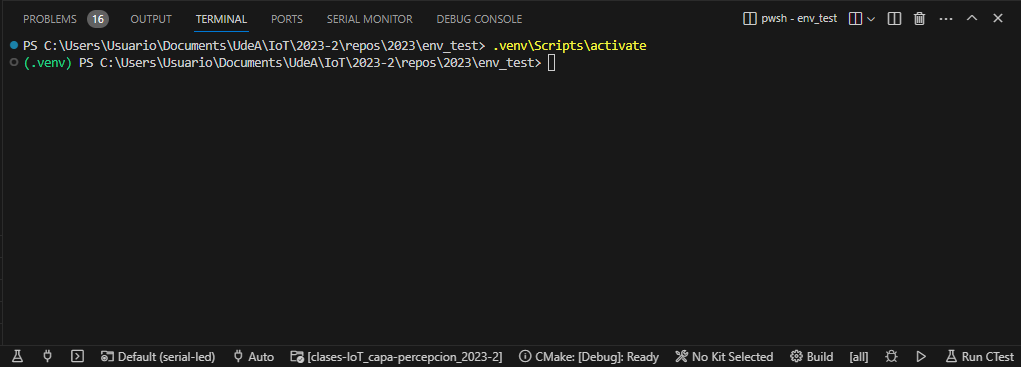 PROBLEMS 16 OUTPUT TERMINAL PORTS SERIAL MONITOR DEBUG CONSOLE pwsh - env_test
PS C:\Users\Usuario\Documents\UdeA\IoT\2023-2\repos\2023\env_test> .venv\Scripts\activate
(.venv) PS C:\Users\Usuario\Documents\UdeA\IoT\2023-2\repos\2023\env_test>
Default (serial-led) Auto [clases-IoT_capa-percepcion_2023-2] CMake: [Debug]: Ready No Kit Selected Build [all] Run CTest